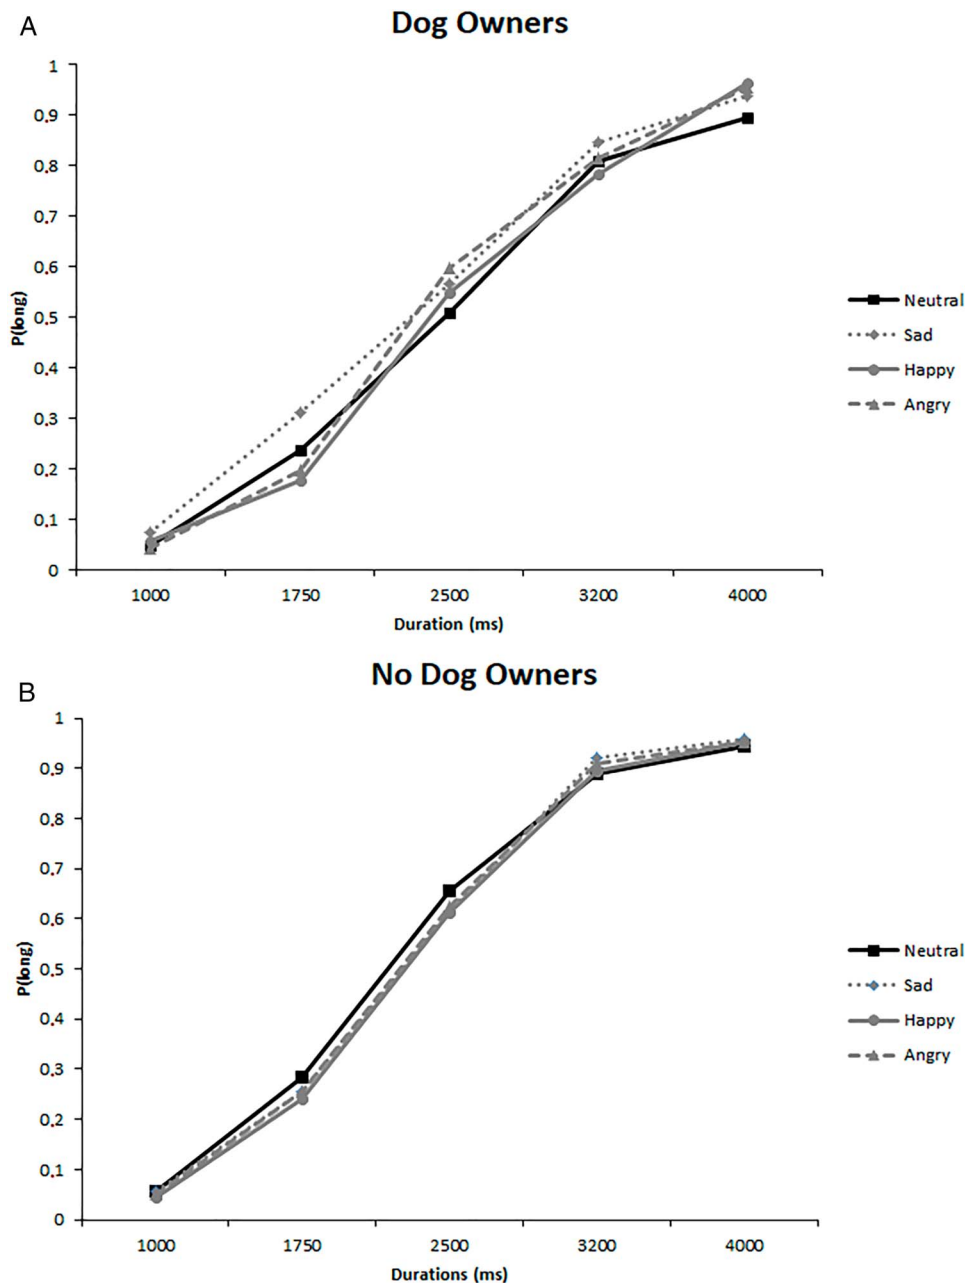 A
Dog Owners
1
0,9
0,8
0,7
0,6
0,5
0,4
0,3
0,2
0,1
0
P(long)
1000 1750 2500 3200 4000
Duration (ms)
Neutral
Sad
Happy
Angry
B
No Dog Owners
1
0,9
0,8
0,7
0,6
0,5
0,4
0,3
0,2
0,1
0
P(long)
1000 1750 2500 3200 4000
Durations (ms)
Neutral
Sad
Happy
Angry